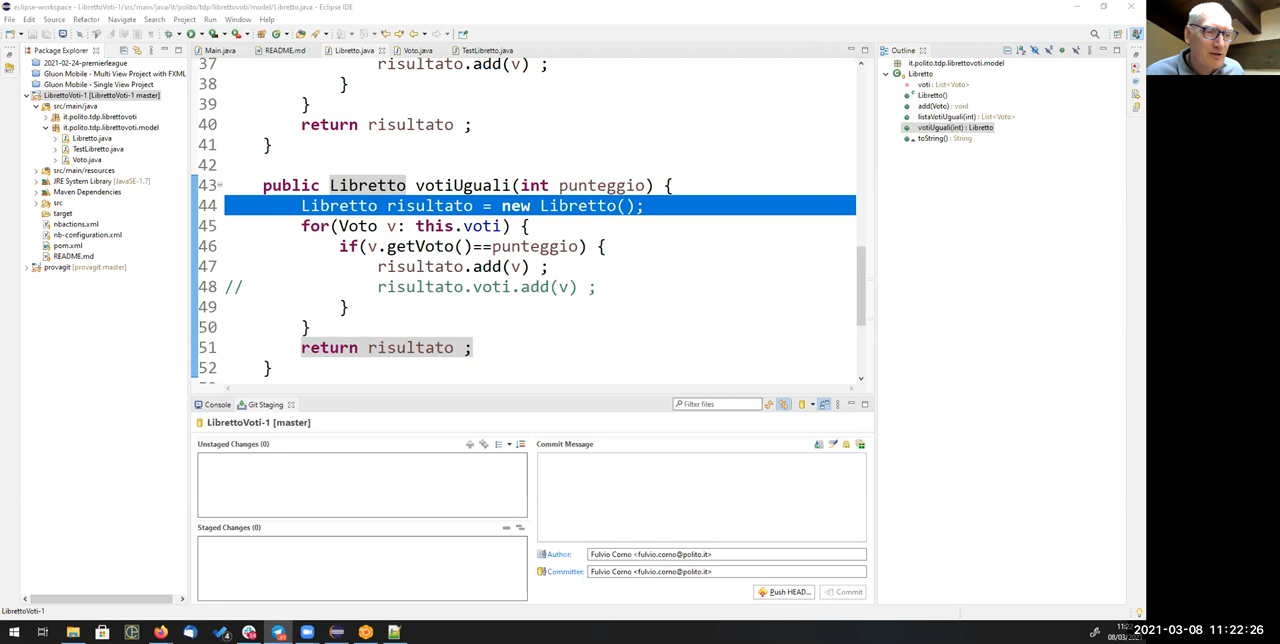 eclipse-workspace - LibrettoVoti/src/main/java/it/polito/tdp/librettovoti/model/Libretto.java - Eclipse IDE
File Edit Source Refactor Navigate Search Project Run Window Help
Package Explorer
Main.java README.md Libretto.java Voto.java TestLibretto.java
Outline
2021-02-24-premierleague
Gluon Mobile - Multi View Project with FXML
Gluon Mobile - Single View Project
LibrettoVoti-1 [LibrettoVoti-1 master]
src/main/java
it.polito.tdp.librettovoti
it.polito.tdp.librettovoti.model
Libretto.java
TestLibretto.java
Voto.java
src/main/resources
JRE System Library [JavaSE-1.7]
Maven Dependencies
src
target
nbactions.xml
nb-configuration.xml
pom.xml
README.md
provagit [provagit master]
37 risultato.add(v) ;
38 }
39 }
40 return risultato ;
41 }
42
43 public Libretto votiUguali(int punteggio) {
44 Libretto risultato = new Libretto();
45 for(Voto v: this.voti) {
46 if(v.getVoto()==punteggio) {
47 risultato.add(v) ;
48 // risultato.voti.add(v) ;
49 }
50 }
51 return risultato ;
52 }
it.polito.tdp.librettovoti.model
Libretto
voti : List<Voto>
Libretto()
add(Voto) : void
listaVotiUguali(int) : List<Voto>
votiUguali(int) : Libretto
toString() : String
Console Git Staging
Filter files
LibrettoVoti-1 [master]
Unstaged Changes (0)
Commit Message
Staged Changes (0)
Author: Fulvio Corno <fulvio.corno@polito.it>
Committer: Fulvio Corno <fulvio.corno@polito.it>
Push HEAD... Commit
LibrettoVoti-1
08/03/2021
2021-03-08 11:22:26